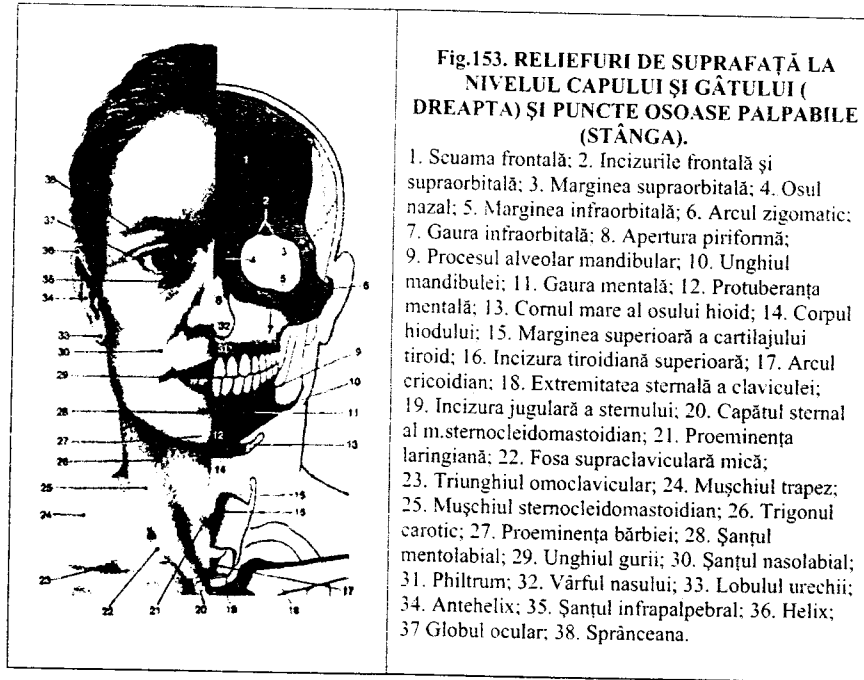 Fig.153. RELIEFURI DE SUPRAFAȚĂ LA
NIVELUL CAPULUI ȘI GÂTULUI (
DREAPTA) ȘI PUNCTE OSOASE PALPABILE
(STÂNGA).
1. Scuama frontală; 2. Incizurile frontală și
supraorbitală; 3. Marginea supraorbitală; 4. Osul
nazal; 5. Marginea infraorbitală; 6. Arcul zigomatic;
7. Gaura infraorbitală; 8. Apertura piriformă;
9. Procesul alveolar mandibular; 10. Unghiul
mandibulei; 11. Gaura mentală; 12. Protuberanța
mentală; 13. Cornul mare al osului hioid; 14. Corpul
hiodului; 15. Marginea superioară a cartilajului
tiroid; 16. Incizura tiroidiană superioară; 17. Arcul
cricoidian; 18. Extremitatea sternală a claviculei;
19. Incizura jugulară a sternului; 20. Capătul sternal
al m.sternocleidomastoidian; 21. Proeminența
laringiană; 22. Fosa supraclaviculară mică;
23. Triunghiul omoclavicular; 24. Mușchiul trapez;
25. Mușchiul sternocleidomastoidian; 26. Trigonul
carotic; 27. Proeminența bărbiei; 28. Șanțul
mentolabial; 29. Unghiul gurii; 30. Șanțul nasolabial;
31. Philtrum; 32. Vârful nasului; 33. Lobulul urechii;
34. Antehelix; 35. Șanțul infrapalpebral; 36. Helix;
37 Globul ocular; 38. Sprânceana.
38
37
36
35
34
33
30
29
28
27
26
25
24
23
22
21
20
19
18
17
1
2
3
4
5
6
8
32
31
9
10
11
12
13
14
15